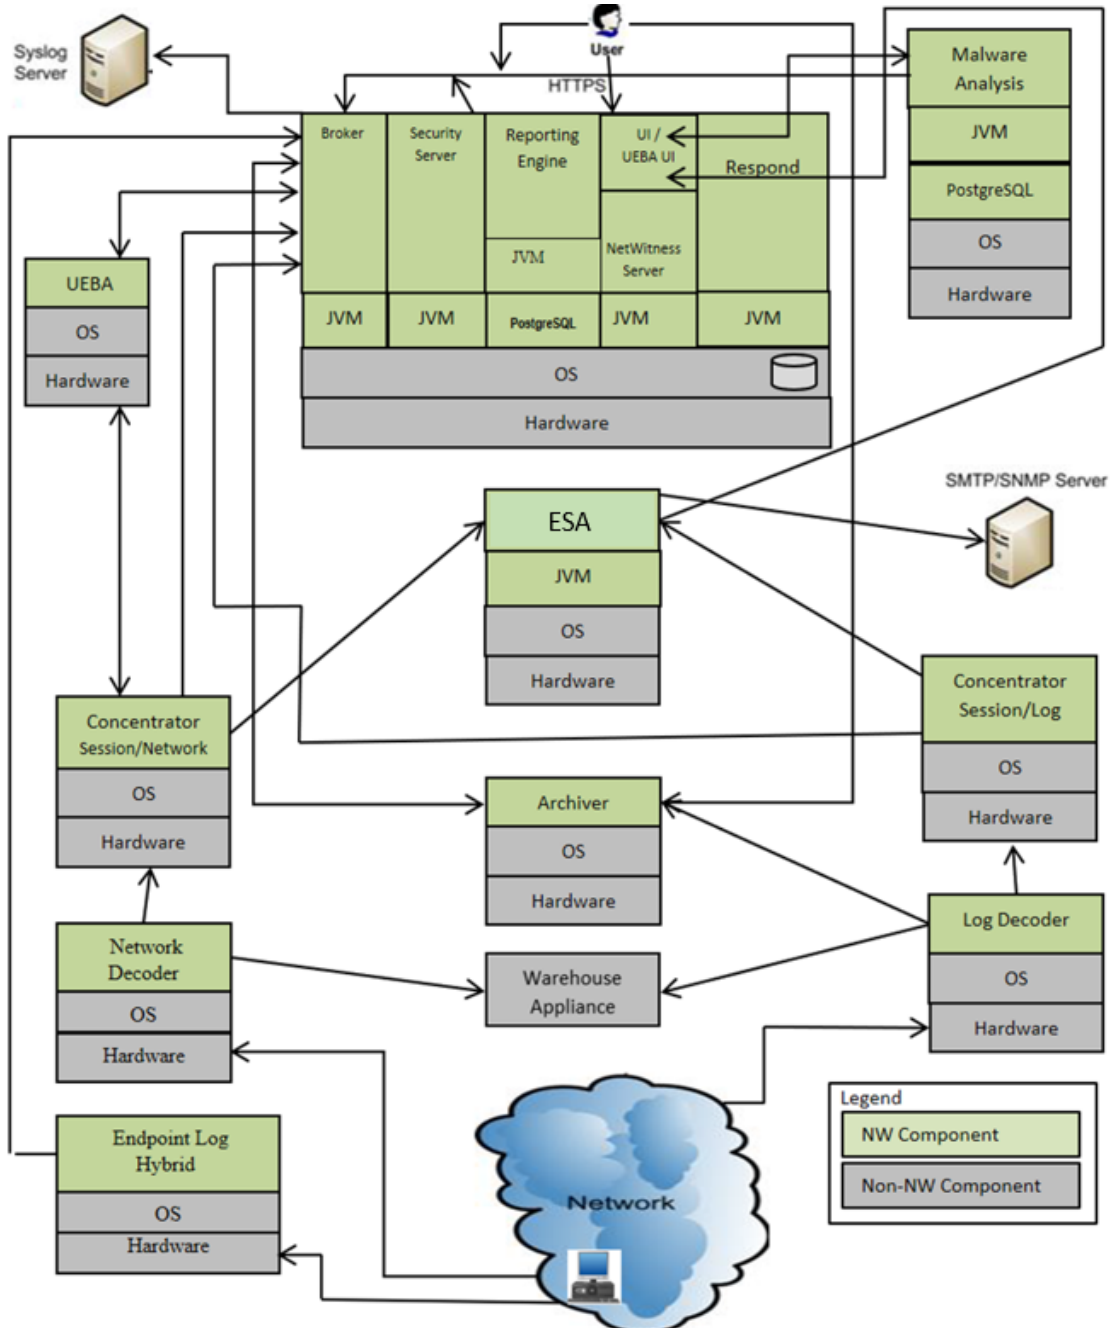 Syslog
Server
User
HTTPS
Malware
Analysis
JVM
PostgreSQL
OS
Hardware
Broker
Security
Server
Reporting
Engine
JVM
UI /
UEBA UI
NetWitness
Server
Respond
JVM
JVM
PostgreSQL
JVM
JVM
OS
Hardware
UEBA
OS
Hardware
SMTP/SNMP Server
ESA
JVM
OS
Hardware
Concentrator
Session/Network
OS
Hardware
Concentrator
Session/Log
OS
Hardware
Archiver
OS
Hardware
Network
Decoder
OS
Hardware
Warehouse
Appliance
Log Decoder
OS
Hardware
Endpoint Log
Hybrid
OS
Hardware
Network
Legend
NW Component
Non-NW Component